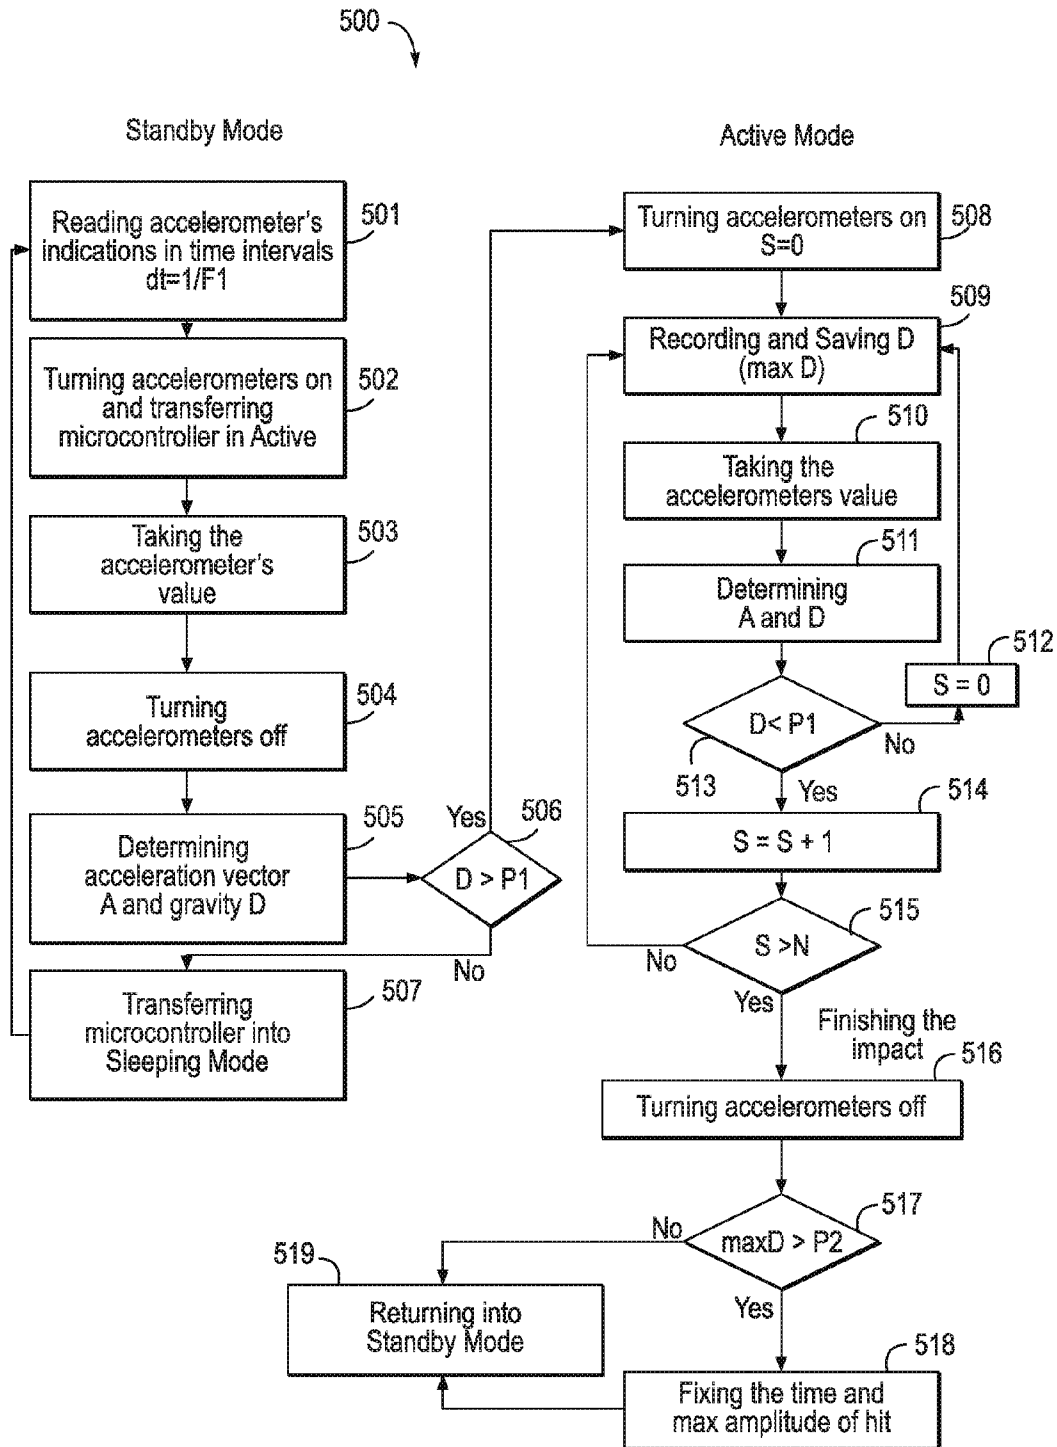 500
Standby Mode
Reading accelerometer's
indications in time intervals
dt=1/F1
501
Turning accelerometers on
and transferring
microcontroller in Active
502
Taking the
accelerometer's
value
503
Turning
accelerometers off
504
Determining
acceleration vector
A and gravity D
505
Yes
506
D > P1
No
Transferring
microcontroller into
Sleeping Mode
507
Active Mode
Turning accelerometers on
S=0
508
509
Recording and Saving D
(max D)
510
Taking the
accelerometers value
511
Determining
A and D
512
S = 0
D< P1
No
513
Yes
514
S = S + 1
515
S >N
No
Yes
Finishing the
impact
516
Turning accelerometers off
517
maxD > P2
No
Yes
519
Returning into
Standby Mode
518
Fixing the time and
max amplitude of hit